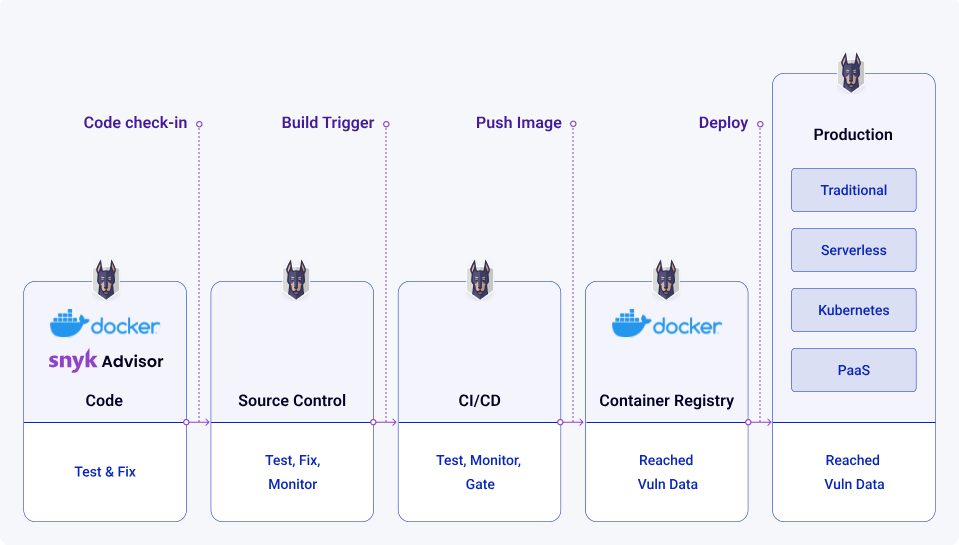 Code check-in
Build Trigger
Push Image
Deploy
docker
snyk Advisor
Code
Test & Fix
Source Control
Test, Fix,
Monitor
CI/CD
Test, Monitor,
Gate
docker
Container Registry
Reached
Vuln Data
Production
Traditional
Serverless
Kubernetes
PaaS
Reached
Vuln Data